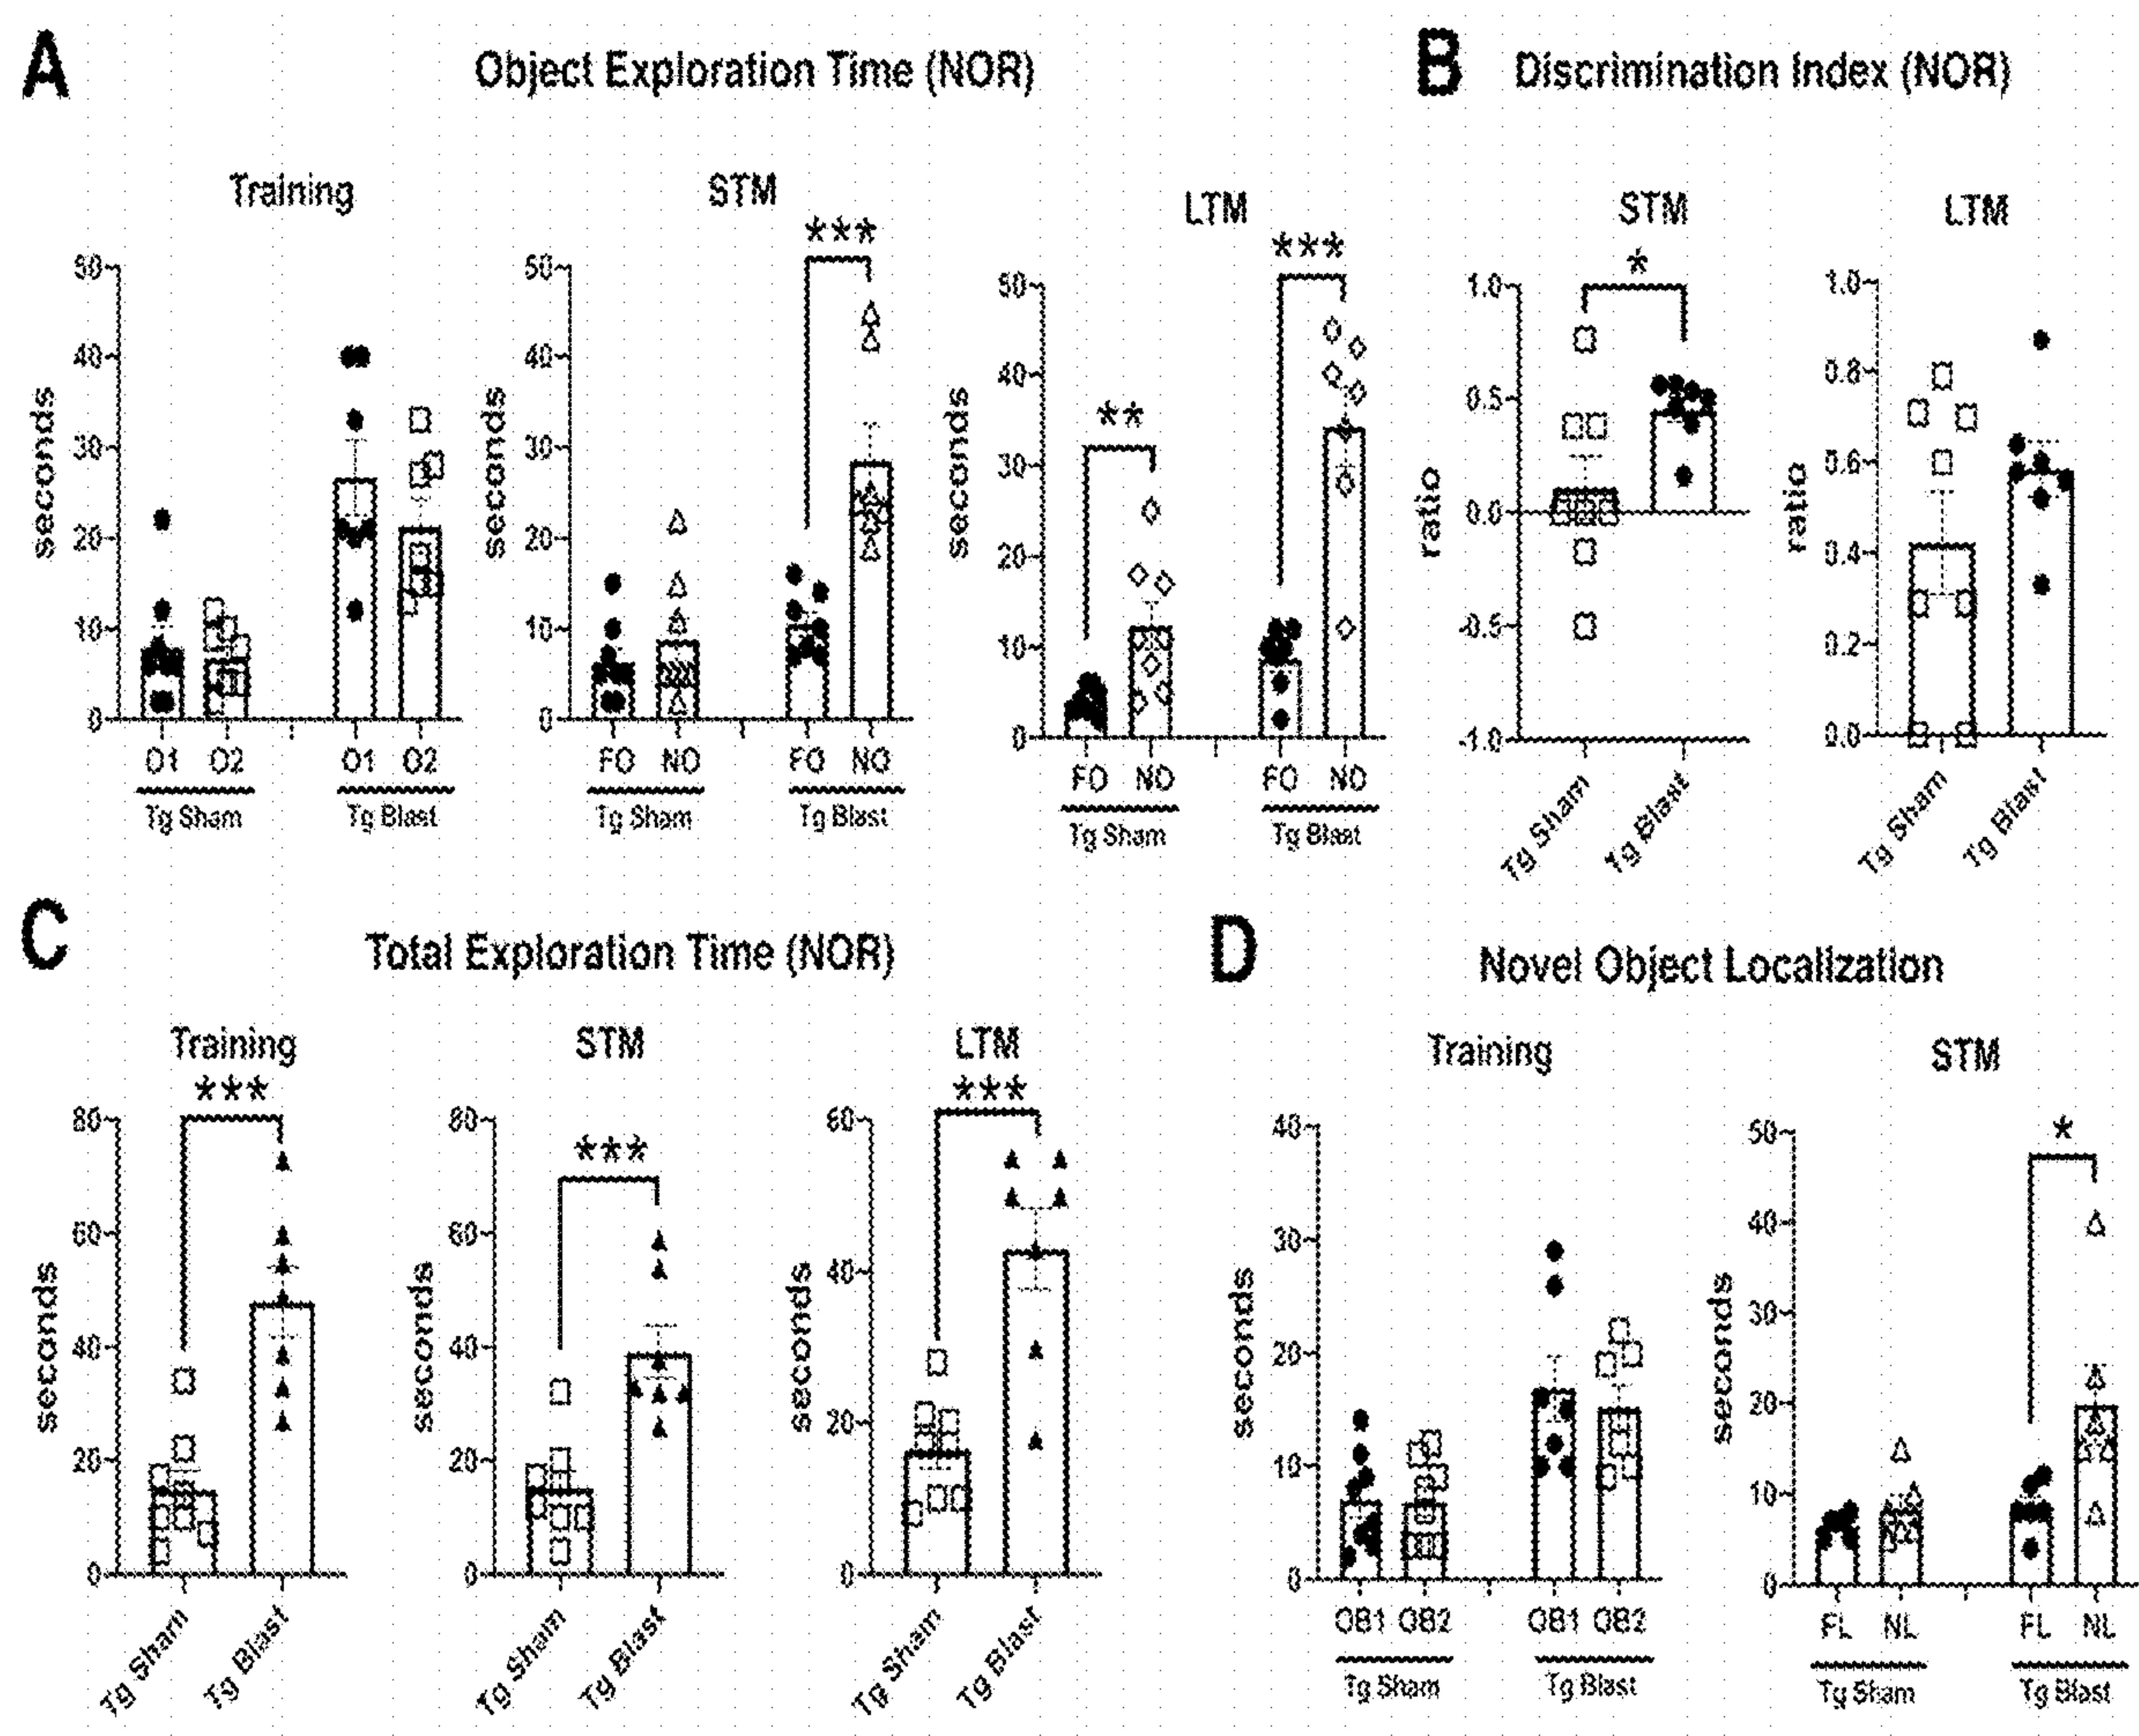 A
Object Exploration Time (NOR)
B
Discrimination Index (NOR)
Training
STM
LTM
STM
LTM
***
**
***
*
seconds
50
40
30
20
10
0
O1 O2 O1 O2
Tg Sham Tg Blast
seconds
50
40
30
20
10
0
FO NO FO NO
Tg Sham Tg Blast
seconds
50
40
30
20
10
0
FO NO FO NO
Tg Sham Tg Blast
ratio
1.0
0.5
0.0
-0.5
-1.0
Tg Sham Tg Blast
ratio
1.0
0.8
0.6
0.4
0.2
0.0
Tg Sham Tg Blast
C
Total Exploration Time (NOR)
D
Novel Object Localization
Training
STM
LTM
Training
STM
***
***
***
*
seconds
80
60
40
20
0
Tg Sham Tg Blast
seconds
80
60
40
20
0
Tg Sham Tg Blast
seconds
60
40
20
0
Tg Sham Tg Blast
seconds
40
30
20
10
0
OB1 OB2 OB1 OB2
Tg Sham Tg Blast
seconds
50
40
30
20
10
0
FL NL FL NL
Tg Sham Tg Blast